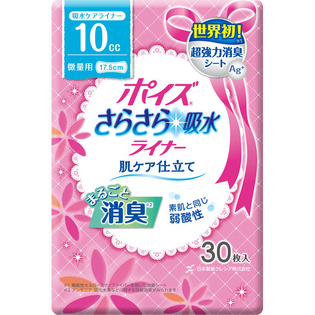 吸水ケアライナー
10cc
微量用 17.5cm
世界初!
超強力消臭
シート Ag+
ポイズ®
さらさら吸水
ライナー
肌ケア仕立て
まるごと
消臭※2
素肌と同じ
弱酸性
30枚入
日本製紙クレシア株式会社